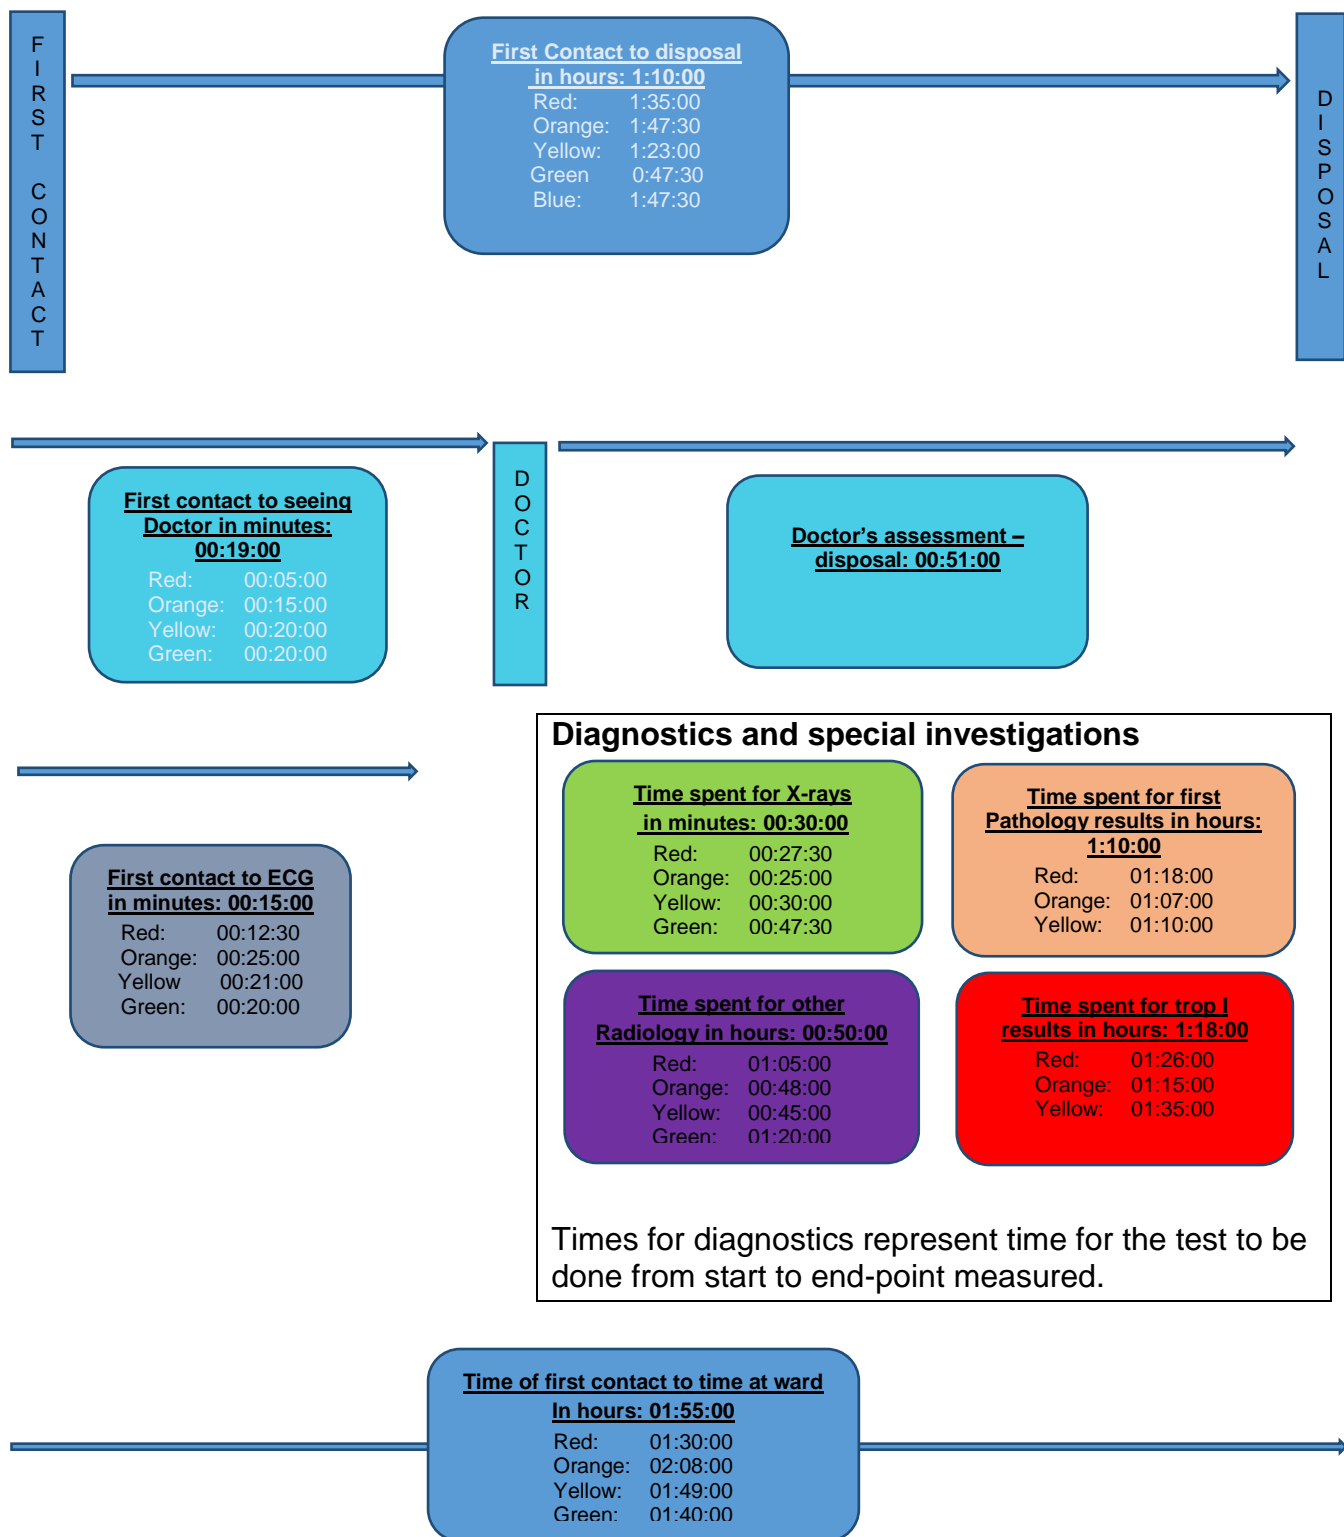 FIRST CONTACT
First Contact to disposal
in hours: 1:10:00
Red: 1:35:00
Orange: 1:47:30
Yellow: 1:23:00
Green 0:47:30
Blue: 1:47:30
DISPOSAL
First contact to seeing
Doctor in minutes:
00:19:00
Red: 00:05:00
Orange: 00:15:00
Yellow: 00:20:00
Green: 00:20:00
DOCTOR
Doctor’s assessment –
disposal: 00:51:00
First contact to ECG
in minutes: 00:15:00
Red: 00:12:30
Orange: 00:25:00
Yellow 00:21:00
Green: 00:20:00
Diagnostics and special investigations
Time spent for X-rays
in minutes: 00:30:00
Red: 00:27:30
Orange: 00:25:00
Yellow: 00:30:00
Green: 00:47:30
Time spent for first
Pathology results in hours:
1:10:00
Red: 01:18:00
Orange: 01:07:00
Yellow: 01:10:00
Time spent for other
Radiology in hours: 00:50:00
Red: 01:05:00
Orange: 00:48:00
Yellow: 00:45:00
Green: 01:20:00
Time spent for trop I
results in hours: 1:18:00
Red: 01:26:00
Orange: 01:15:00
Yellow: 01:35:00
Times for diagnostics represent time for the test to be
done from start to end-point measured.
Time of first contact to time at ward
In hours: 01:55:00
Red: 01:30:00
Orange: 02:08:00
Yellow: 01:49:00
Green: 01:40:00